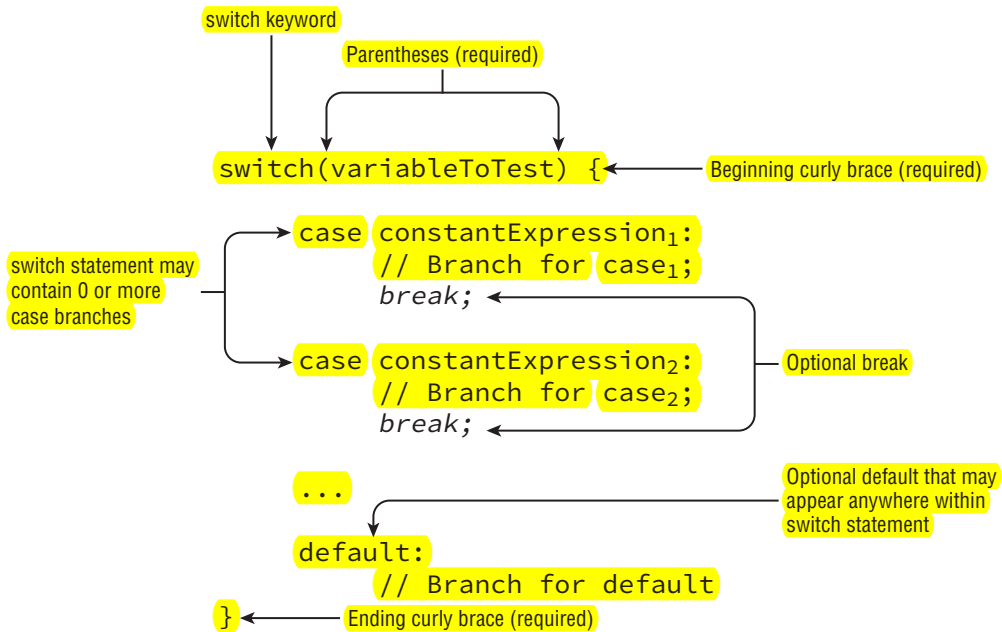 switch keyword
Parentheses (required)
switch(variableToTest) {
Beginning curly brace (required)
case constantExpression₁:
// Branch for case₁;
break;
switch statement may
contain 0 or more
case branches
case constantExpression₂:
// Branch for case₂;
break;
Optional break
...
Optional default that may
appear anywhere within
switch statement
default:
// Branch for default
}
Ending curly brace (required)